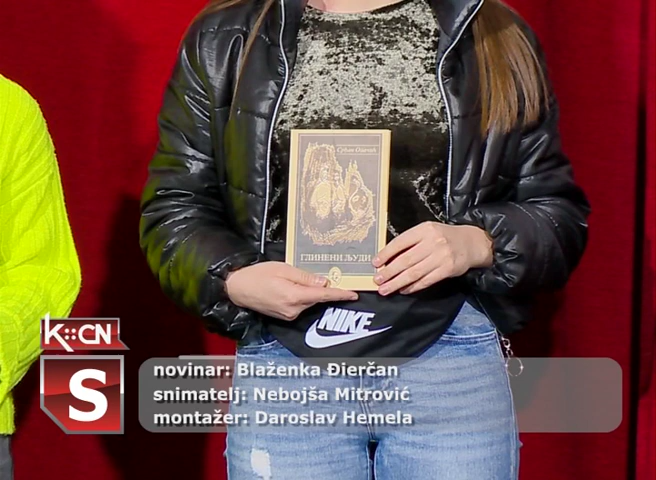 ГЛИНЕНИ ЉУДИ
NIKE
K::CN
S
novinar: Blaženka Đierčan
snimatelj: Nebojša Mitrović
montažer: Daroslav Hemela